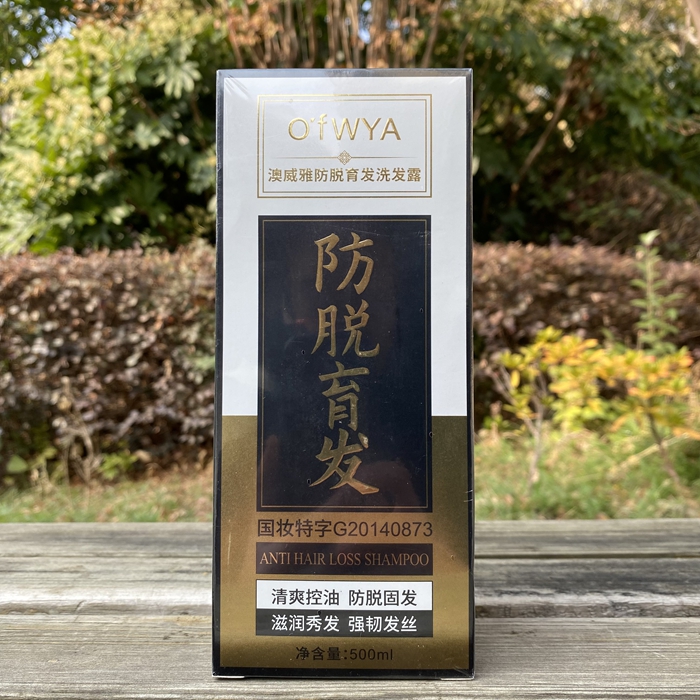 O'fWYA
澳威雅防脱育发洗发露
防脱育发
国妆特字G20140873
ANTI HAIR LOSS SHAMPOO
清爽控油 防脱固发
滋润秀发 强韧发丝
净含量:500ml